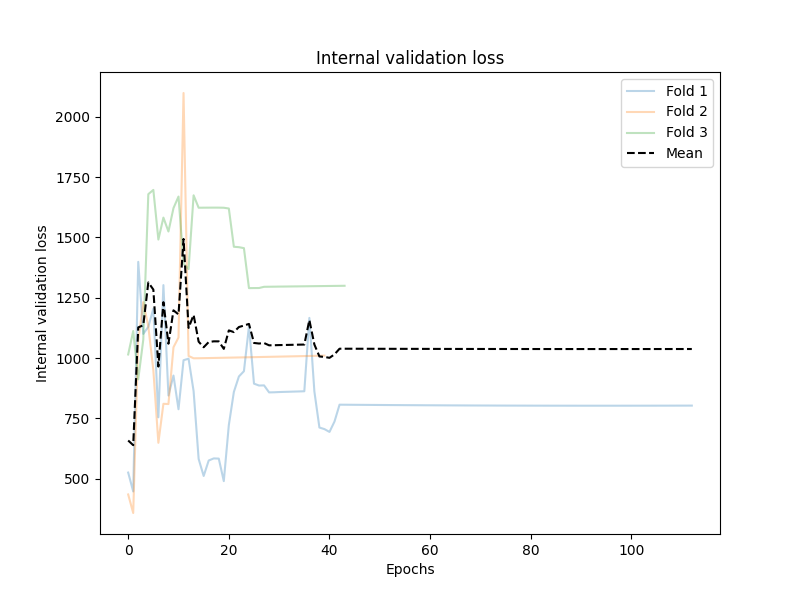 Internal validation loss
Fold 1
Fold 2
Fold 3
Mean
2000
1750
1500
1250
1000
750
500
Internal validation loss
0 20 40 60 80 100
Epochs